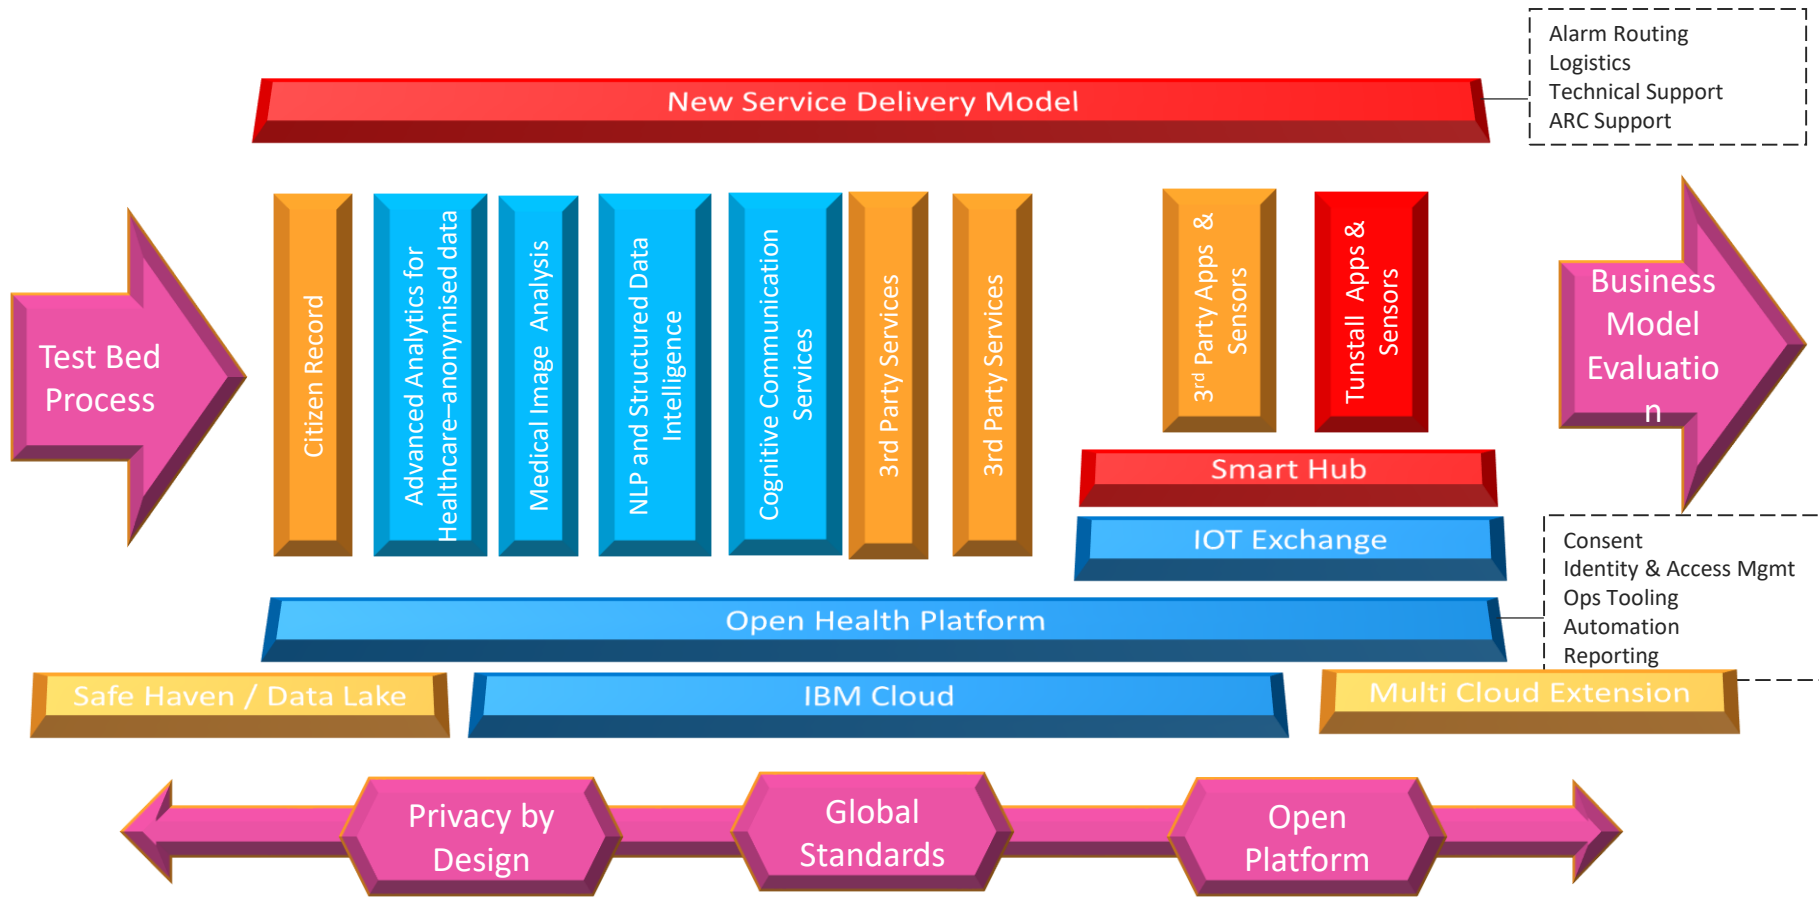 Alarm Routing
Logistics
Technical Support
ARC Support
New Service Delivery Model
Test Bed
Process
Citizen Record
Advanced Analytics for
Healthcare–anonymised data
Medical Image  Analysis
NLP and Structured Data
Intelligence
Cognitive Communication
Services
3rd Party Services
3rd Party Services
3rd Party Apps  &
Sensors
Tunstall  Apps &
Sensors
Business
Model
Evaluatio
n
Smart Hub
IOT Exchange
Consent
Identity & Access Mgmt
Ops Tooling
Automation
Reporting
Open Health Platform
Safe Haven / Data Lake
IBM Cloud
Multi Cloud Extension
Privacy by
Design
Global
Standards
Open
Platform